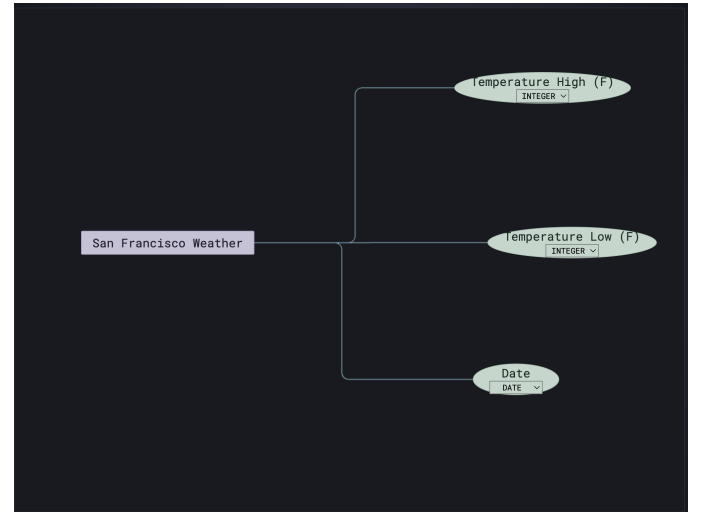 Temperature High (F)
INTEGER
San Francisco Weather
Temperature Low (F)
INTEGER
Date
DATE